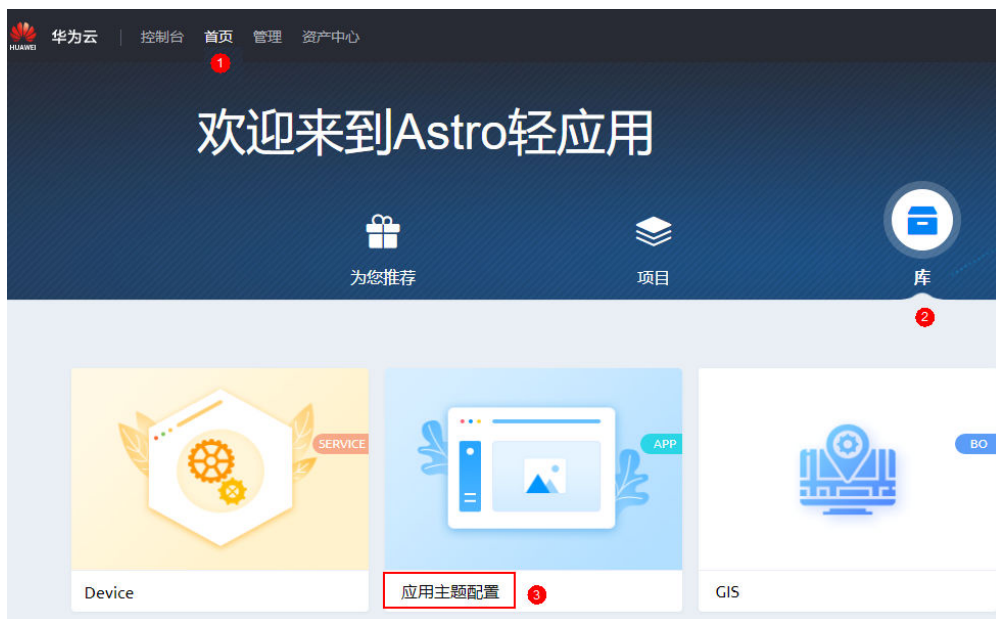 HUAWEI 华为云 控制台 首页 管理 资产中心
1
欢迎来到Astro轻应用
为您推荐 项目 库
2
SERVICE APP BO
Device 应用主题配置 3 GIS